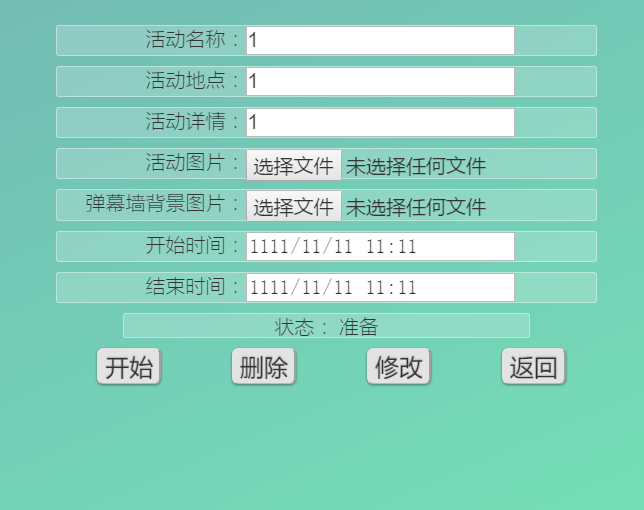 活动名称：1
活动地点：1
活动详情：1
活动图片：选择文件 未选择任何文件
弹幕墙背景图片：选择文件 未选择任何文件
开始时间：1111/11/11 11:11
结束时间：1111/11/11 11:11
状态：准备
开始 删除 修改 返回